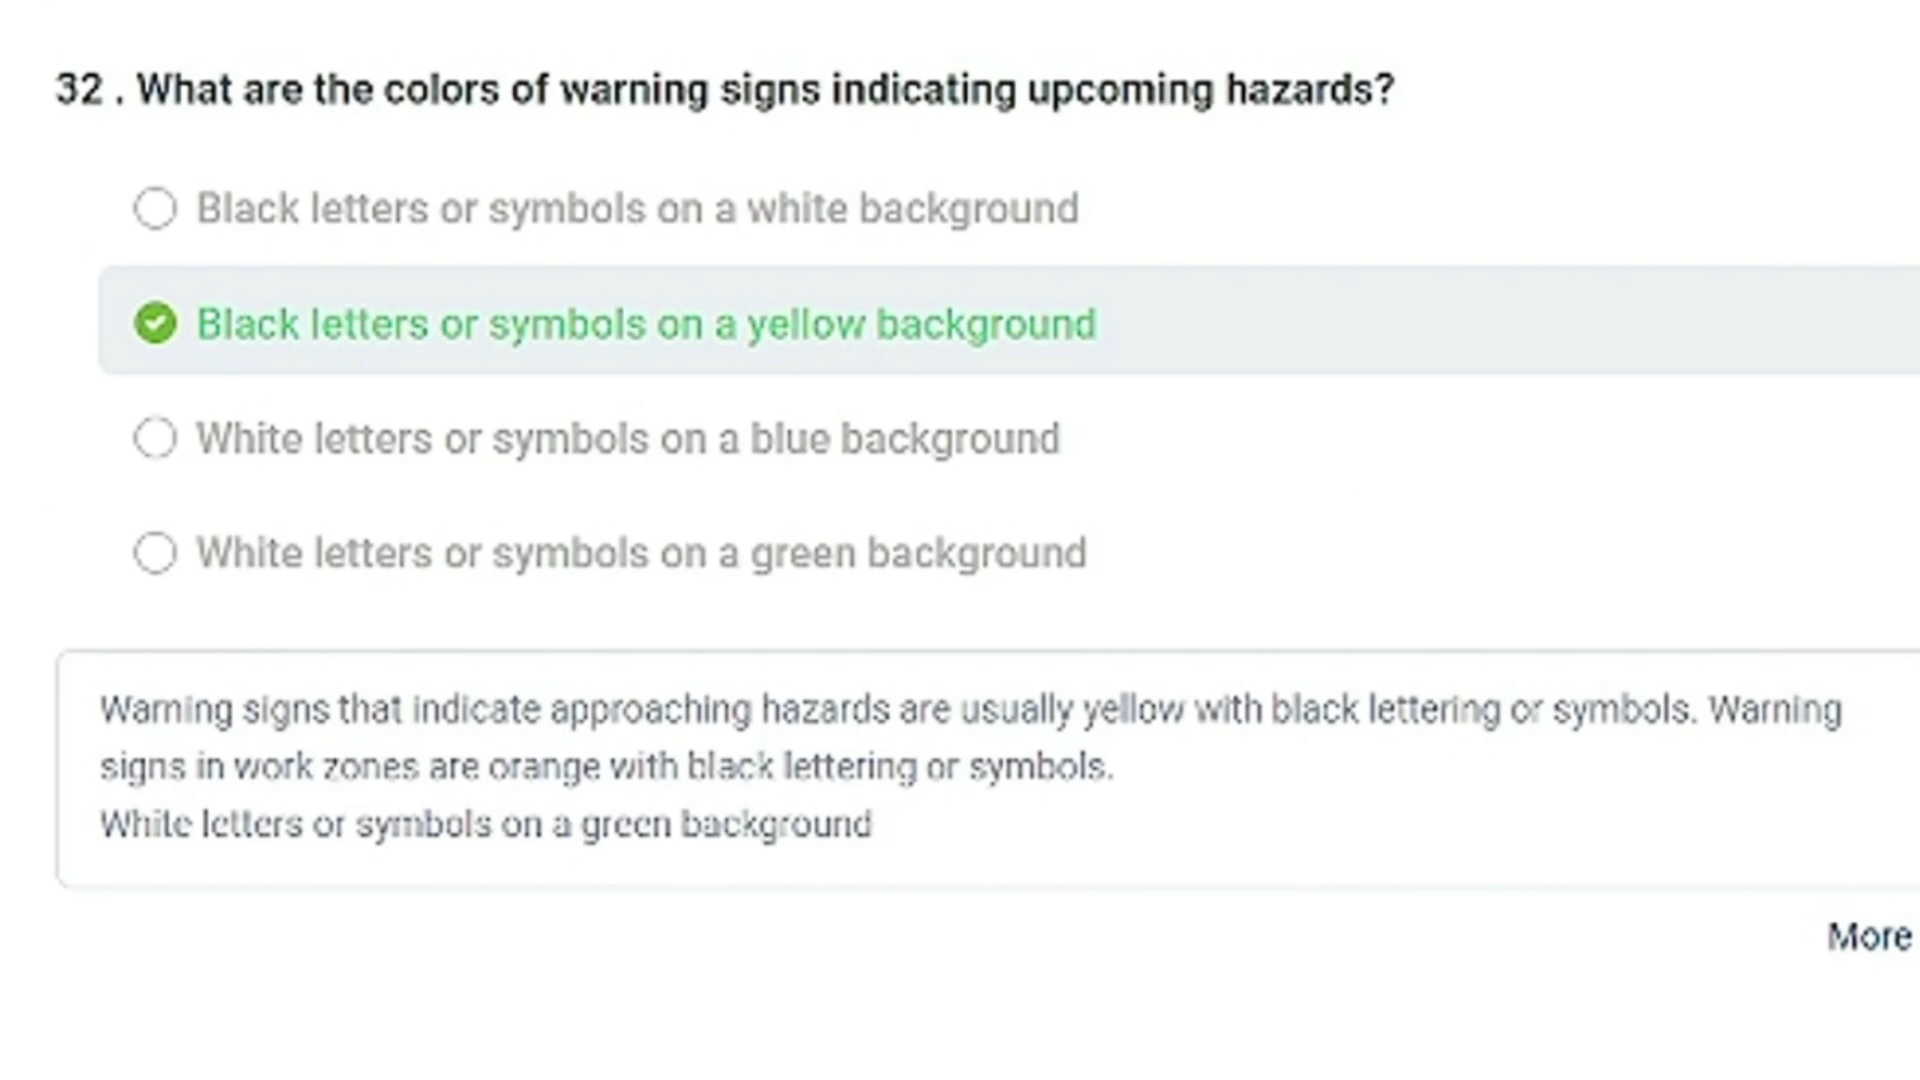 32 . What are the colors of warning signs indicating upcoming hazards?
Black letters or symbols on a white background
Black letters or symbols on a yellow background
White letters or symbols on a blue background
White letters or symbols on a green background
Warning signs that indicate approaching hazards are usually yellow with black lettering or symbols. Warning
signs in work zones are orange with black lettering or symbols.
White letters or symbols on a green background
More